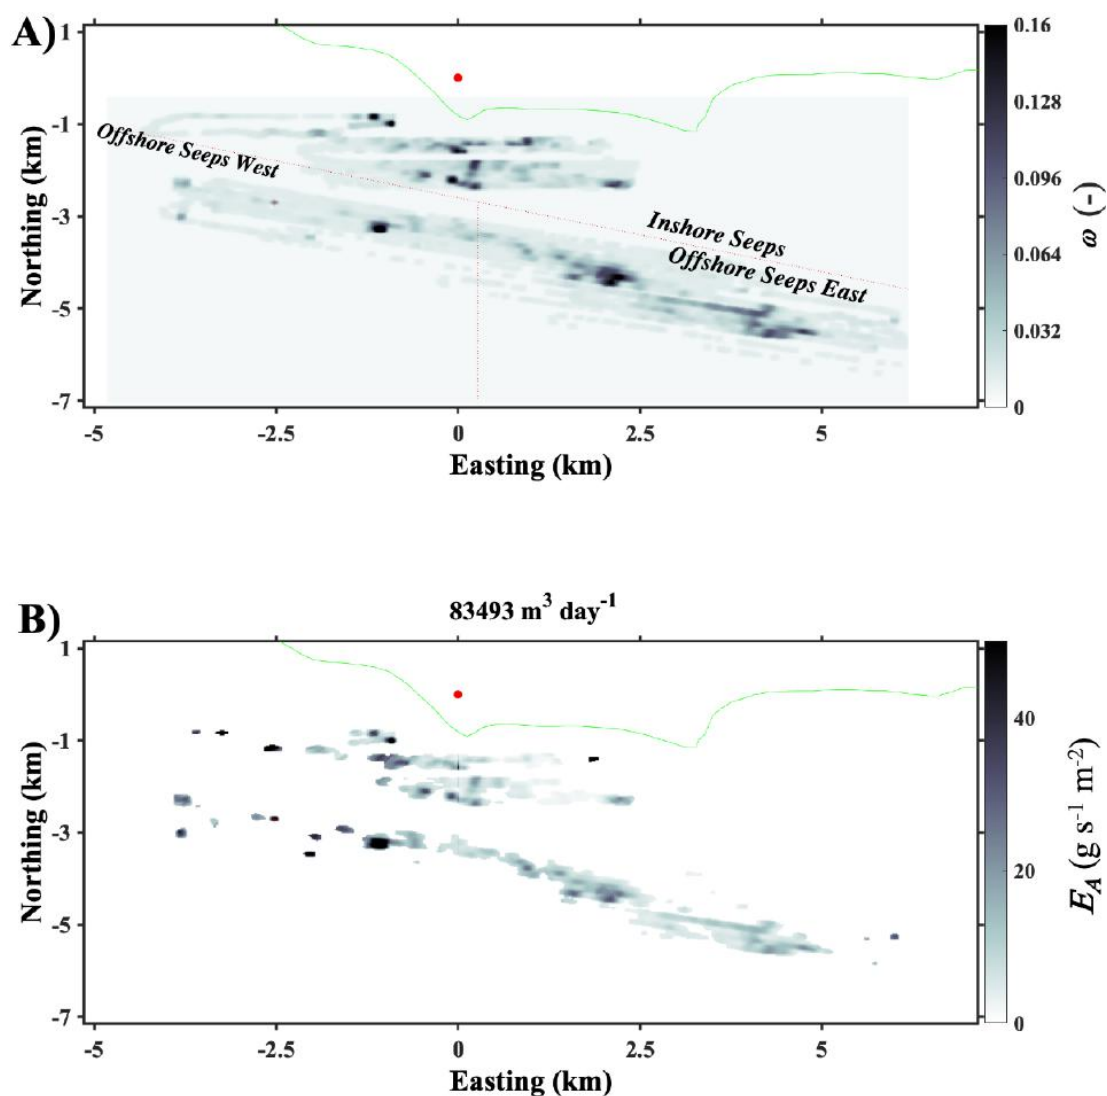 A)
1
-1
-3
-5
-7
Northing (km)
-5
-2.5
0
2.5
5
Easting (km)
Offshore Seeps West
Inshore Seeps
Offshore Seeps East
0.16
0.128
0.096
0.064
0.032
0
ω (-)
B)
83493 m³ day⁻¹
1
-1
-3
-5
-7
Northing (km)
-5
-2.5
0
2.5
5
Easting (km)
40
20
0
E_A (g s⁻¹ m⁻²)